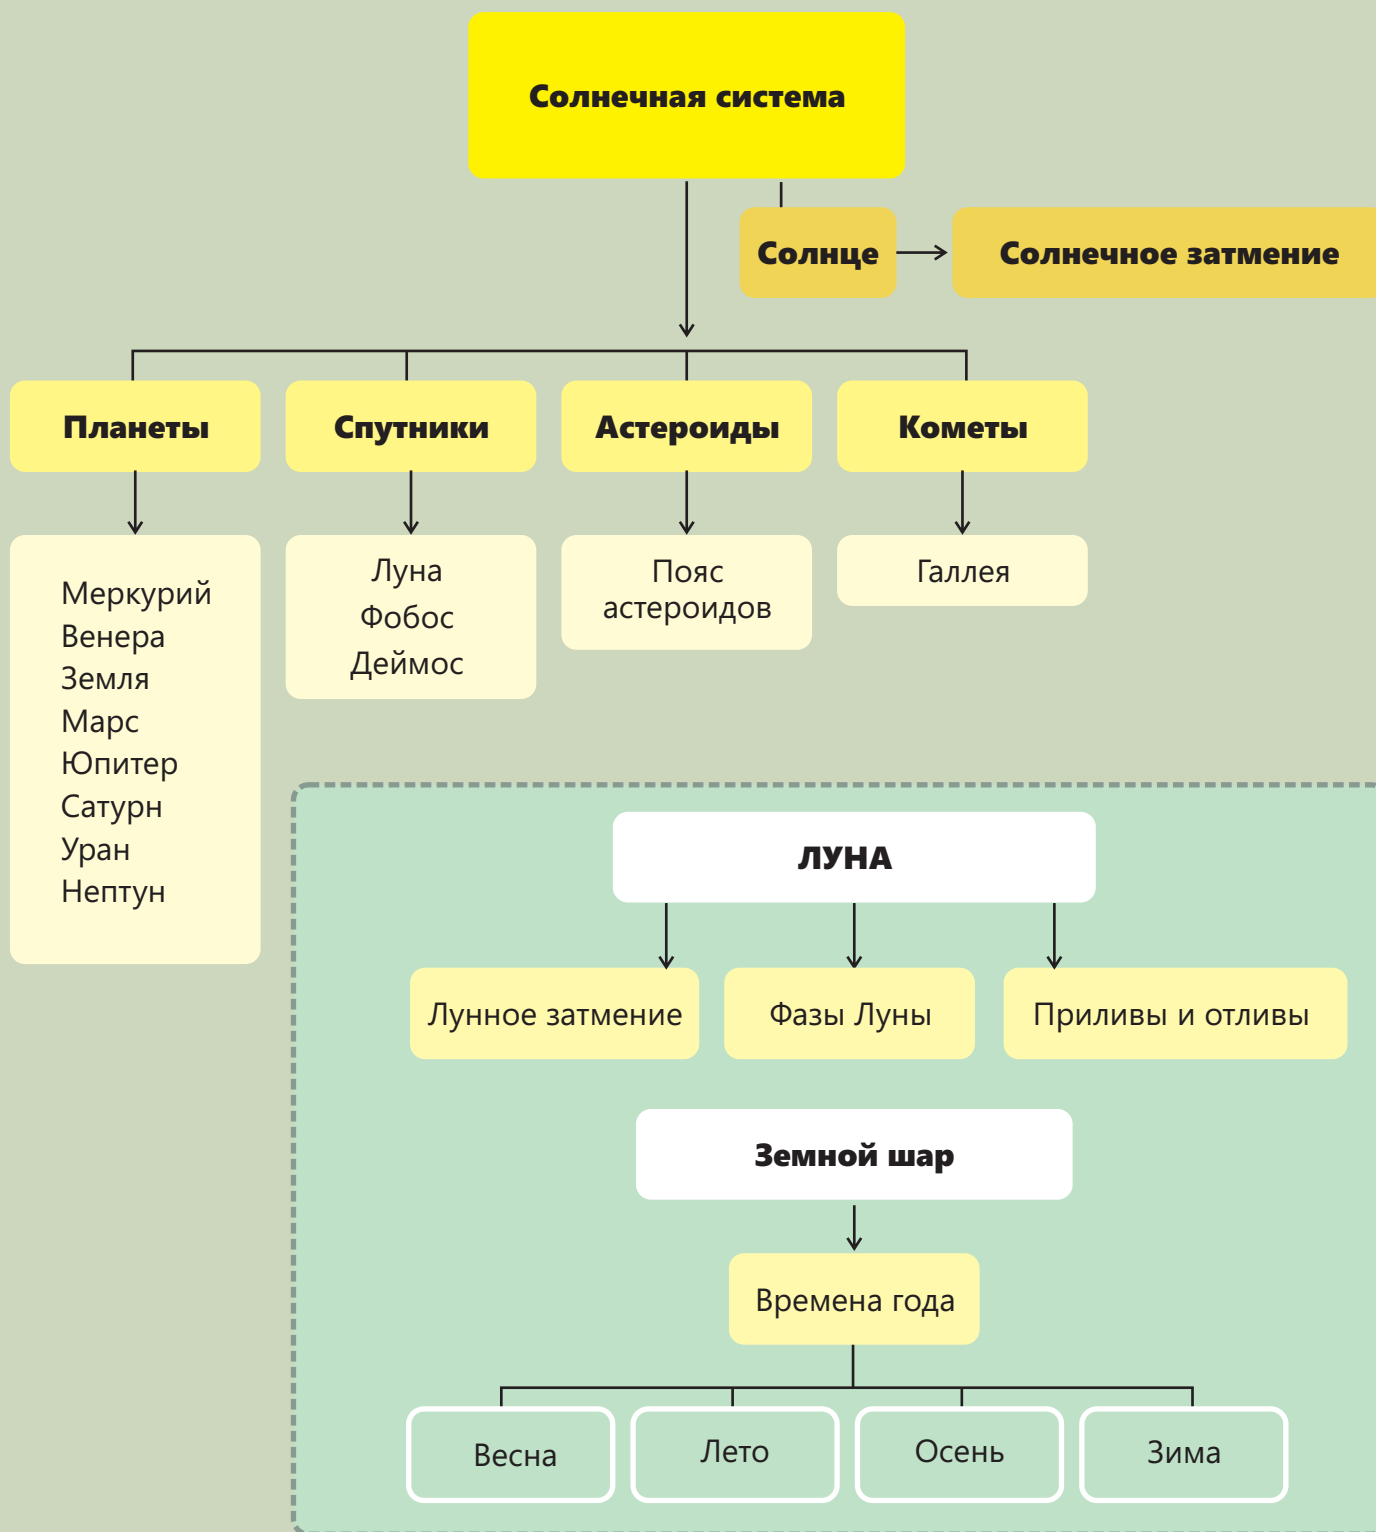 Солнечная система
Солнце
Солнечное затмение
Планеты
Спутники
Астероиды
Кометы
Меркурий
Венера
Земля
Марс
Юпитер
Сатурн
Уран
Нептун
Луна
Фобос
Деймос
Пояс
астероидов
Галлея
ЛУНА
Лунное затмение
Фазы Луны
Приливы и отливы
Земной шар
Времена года
Весна
Лето
Осень
Зима